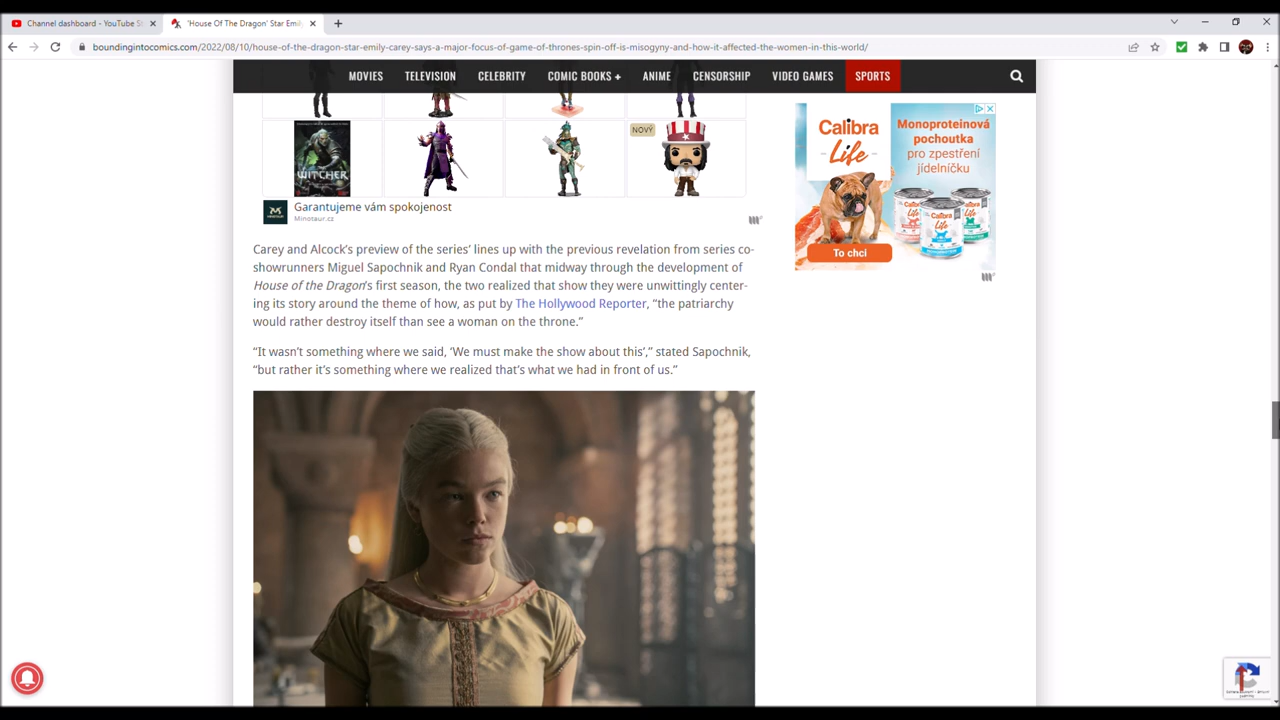 Channel dashboard - YouTube S
'House Of The Dragon' Star Emi
boundingintocomics.com/2022/08/10/house-of-the-dragon-star-emily-carey-says-a-major-focus-of-game-of-thrones-spin-off-is-misogyny-and-how-it-affected-the-women-in-this-world/
MOVIES TELEVISION CELEBRITY COMIC BOOKS + ANIME CENSORSHIP VIDEO GAMES SPORTS
WITCHER
NOVÝ
Garantujeme vám spokojenost
Minotaur.cz
Calibra
Life
Monoproteinová
pochoutka
pro zpestření
jídelníčku
To chci
Carey and Alcock's preview of the series' lines up with the previous revelation from series co-
showrunners Miguel Sapochnik and Ryan Condal that midway through the development of
House of the Dragon's first season, the two realized that show they were unwittingly center-
ing its story around the theme of how, as put by The Hollywood Reporter, “the patriarchy
would rather destroy itself than see a woman on the throne.”
“It wasn't something where we said, ‘We must make the show about this’,” stated Sapochnik,
“but rather it's something where we realized that's what we had in front of us.”